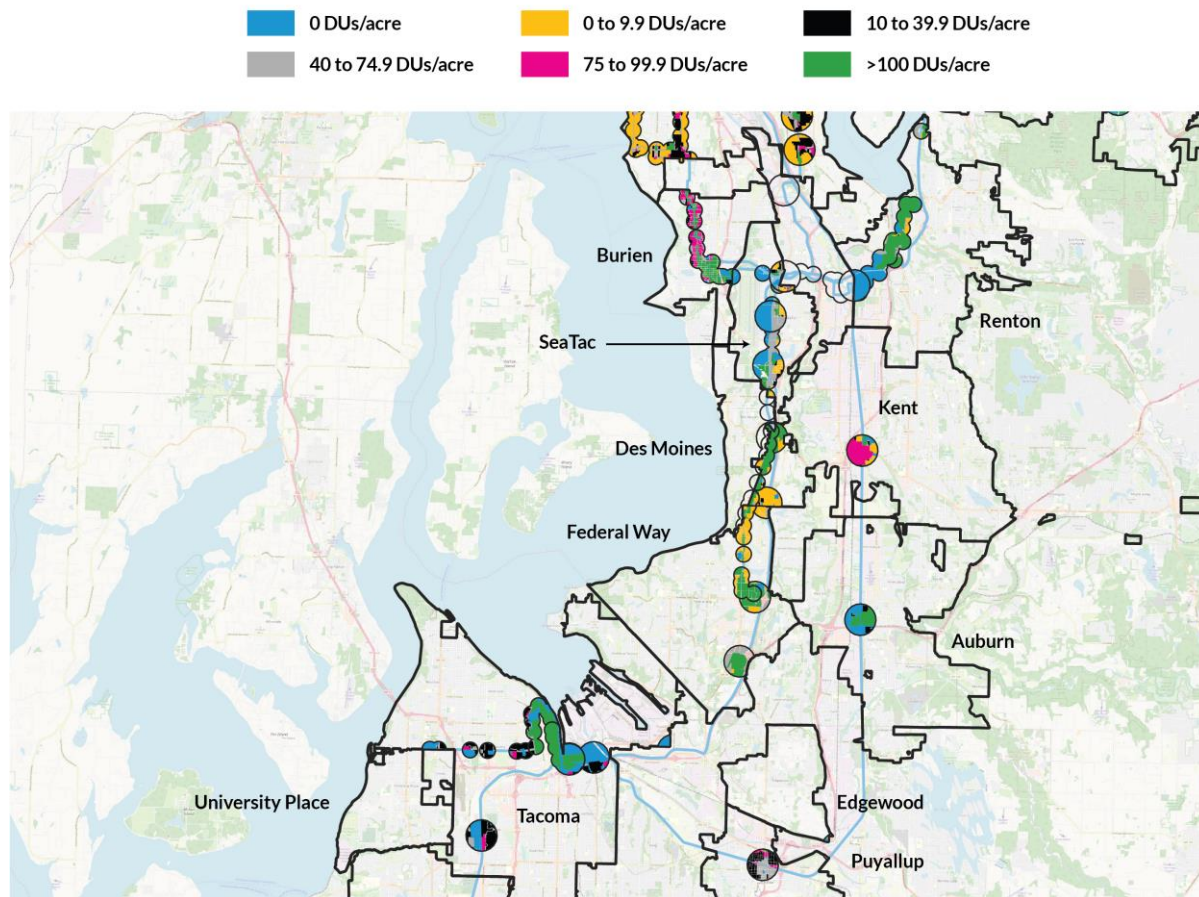 0 DUs/acre
0 to 9.9 DUs/acre
10 to 39.9 DUs/acre
40 to 74.9 DUs/acre
75 to 99.9 DUs/acre
>100 DUs/acre
Burien
Renton
SeaTac
Kent
Des Moines
Federal Way
Auburn
University Place
Tacoma
Edgewood
Puyallup